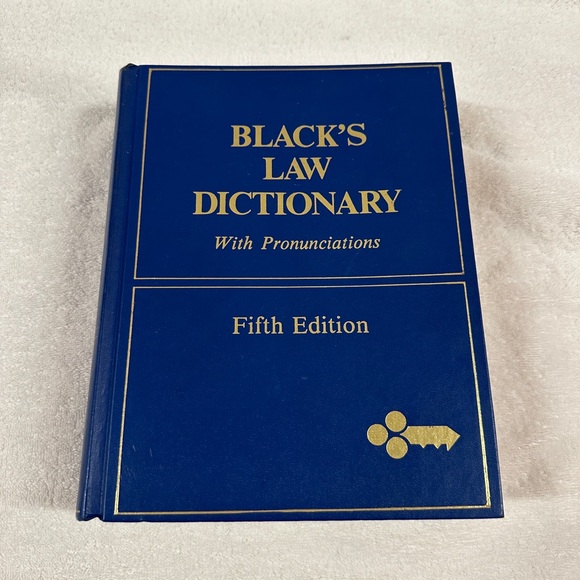 BLACK'S
LAW
DICTIONARY
With Pronunciations
Fifth Edition